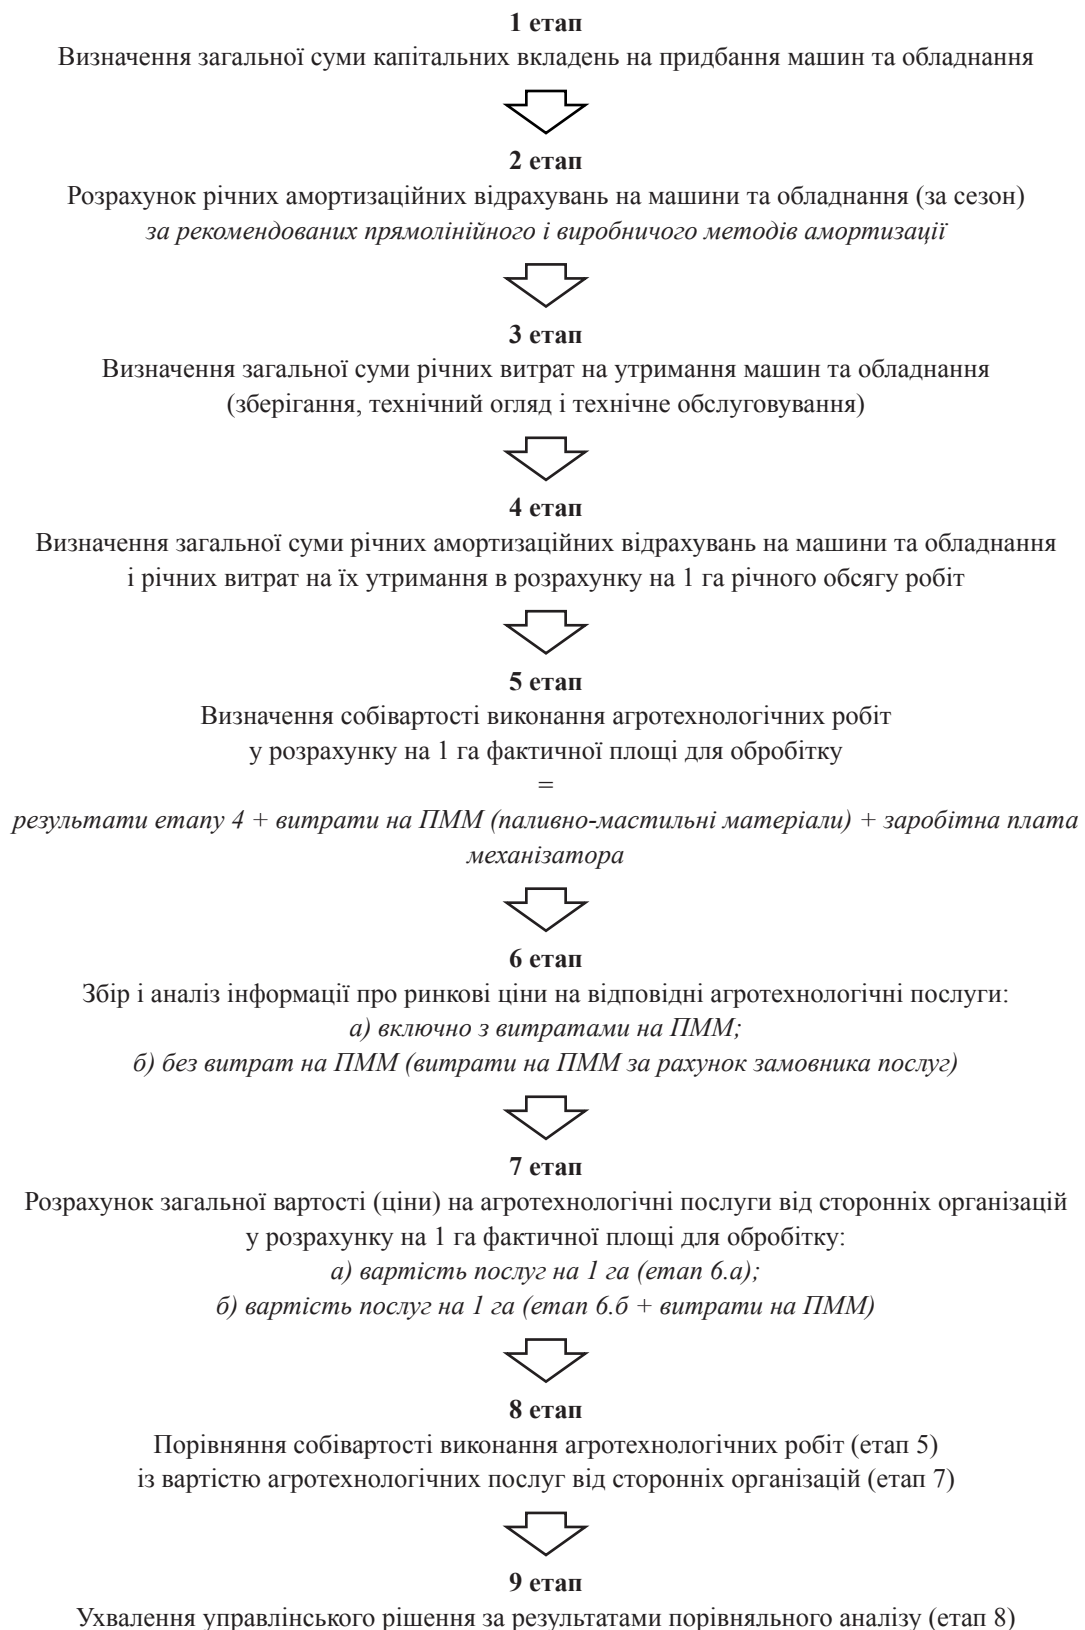 1 етап
Визначення загальної суми капітальних вкладень на придбання машин та обладнання
2 етап
Розрахунок річних амортизаційних відрахувань на машини та обладнання (за сезон)
за рекомендованих прямолінійного і виробничого методів амортизації
3 етап
Визначення загальної суми річних витрат на утримання машин та обладнання
(зберігання, технічний огляд і технічне обслуговування)
4 етап
Визначення загальної суми річних амортизаційних відрахувань на машини та обладнання
і річних витрат на їх утримання в розрахунку на 1 га річного обсягу робіт
5 етап
Визначення собівартості виконання агротехнологічних робіт
у розрахунку на 1 га фактичної площі для обробітку
=
результати етапу 4 + витрати на ПММ (паливно-мастильні матеріали) + заробітна плата
механізатора
6 етап
Збір і аналіз інформації про ринкові ціни на відповідні агротехнологічні послуги:
а) включно з витратами на ПММ;
б) без витрат на ПММ (витрати на ПММ за рахунок замовника послуг)
7 етап
Розрахунок загальної вартості (ціни) на агротехнологічні послуги від сторонніх організацій
у розрахунку на 1 га фактичної площі для обробітку:
а) вартість послуг на 1 га (етап 6.а);
б) вартість послуг на 1 га (етап 6.б + витрати на ПММ)
8 етап
Порівняння собівартості виконання агротехнологічних робіт (етап 5)
із вартістю агротехнологічних послуг від сторонніх організацій (етап 7)
9 етап
Ухвалення управлінського рішення за результатами порівняльного аналізу (етап 8)